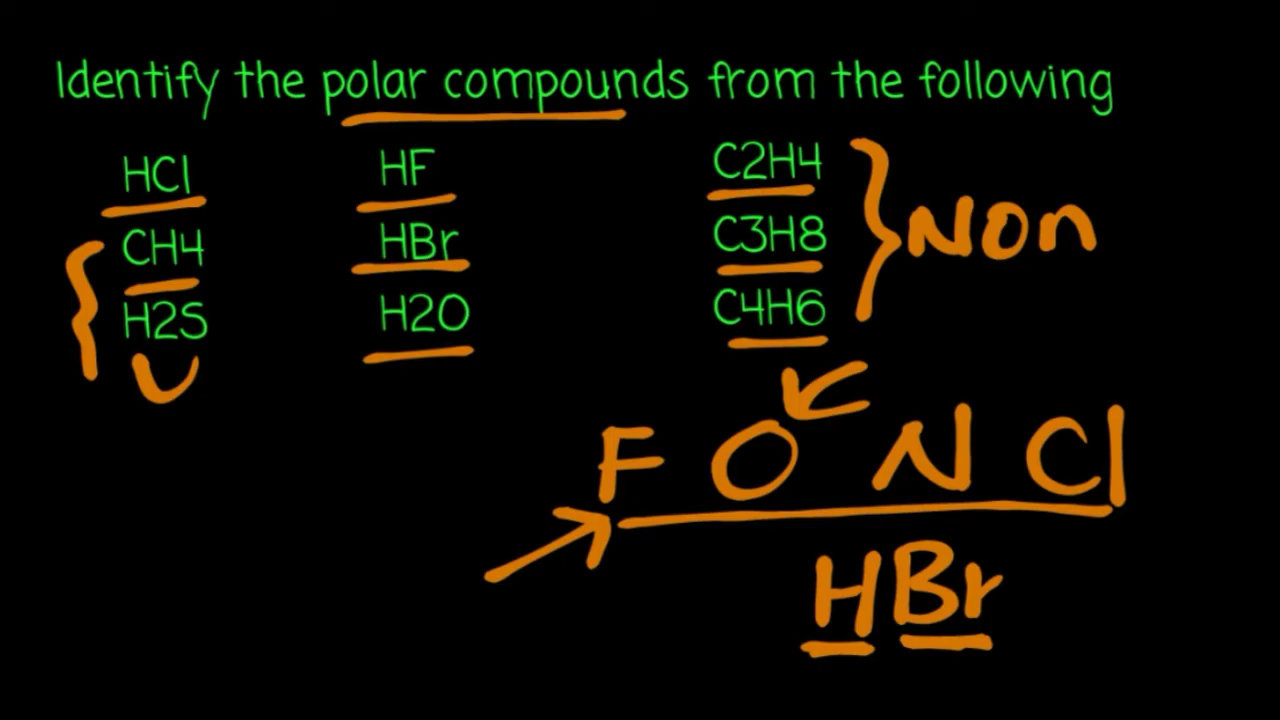 Identify the polar compounds from the following
HCl HF C2H4
CH4 HBr C3H8 Non
H2S H2O C4H6
F O N Cl
HBr